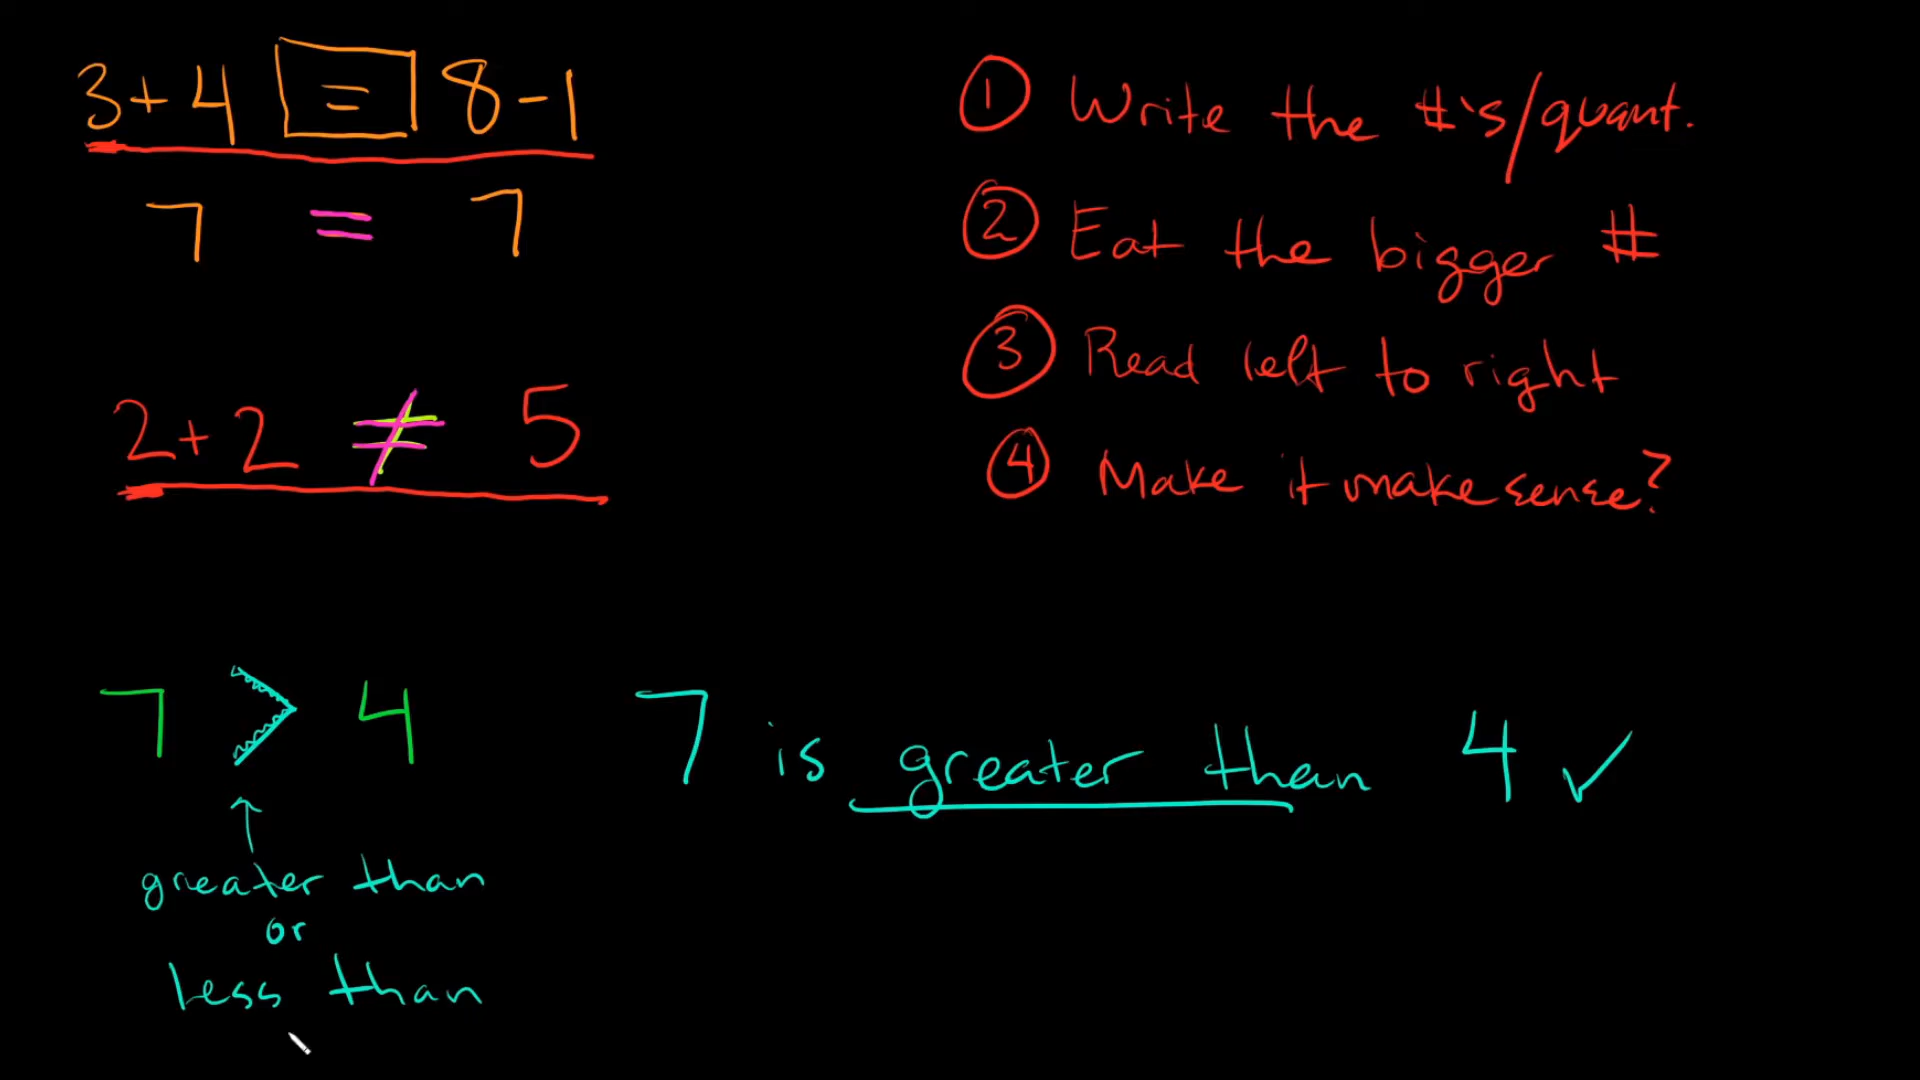 3+4 = 8-1
7 = 7
2+2 ≠ 5
① Write the #'s/quant.
② Eat the bigger #
③ Read left to right
④ Make it make sense?
7 > 4
7 is greater than 4 ✓
greater than
or
less than